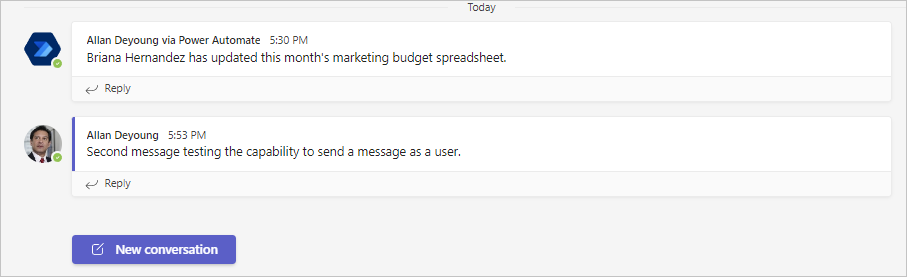 Today
Allan Deyoung via Power Automate 5:30 PM
Briana Hernandez has updated this month's marketing budget spreadsheet.
Reply
Allan Deyoung 5:53 PM
Second message testing the capability to send a message as a user.
Reply
New conversation